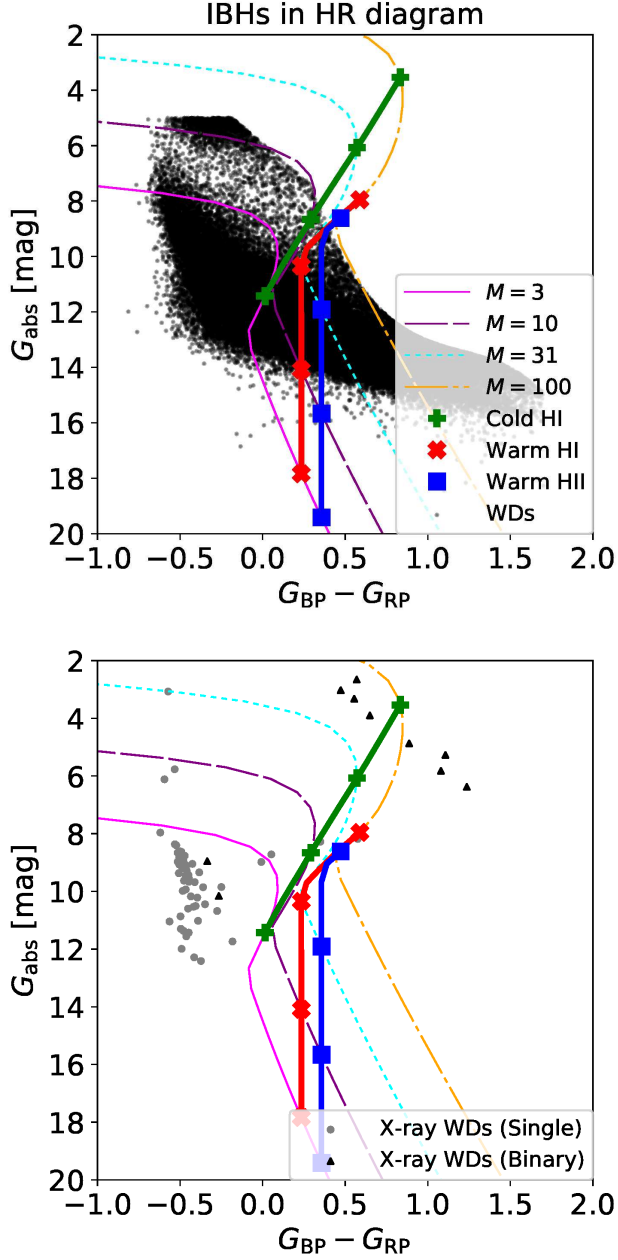 IBHs in HR diagram
2
4
6
8
10
12
14
16
18
20
G_abs [mag]
M = 3
M = 10
M = 31
M = 100
Cold HI
Warm HI
Warm HII
WDs
−1.0 −0.5 0.0 0.5 1.0 1.5 2.0
G_BP − G_RP
2
4
6
8
10
12
14
16
18
20
G_abs [mag]
X-ray WDs (Single)
X-ray WDs (Binary)
−1.0 −0.5 0.0 0.5 1.0 1.5 2.0
G_BP − G_RP